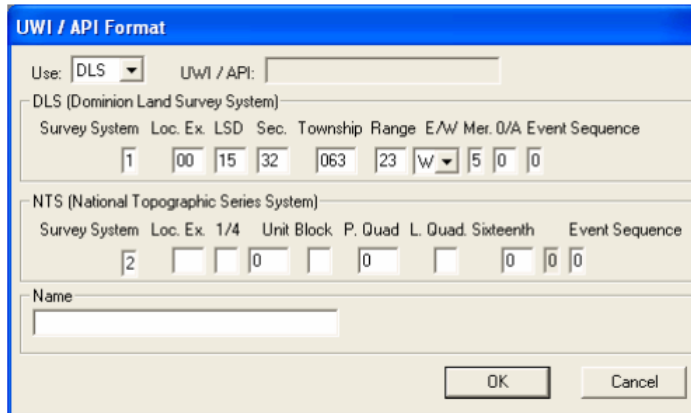 UWI / API Format
Use: DLS UWI / API:
DLS (Dominion Land Survey System)
Survey System Loc. Ex. LSD Sec. Township Range E/W Mer. O/A Event Sequence
1 00 15 32 063 23 W 5 0 0
NTS (National Topographic Series System)
Survey System Loc. Ex. 1/4 Unit Block P. Quad L. Quad. Sixteenth Event Sequence
2 0 0 0 0 0
Name
OK Cancel